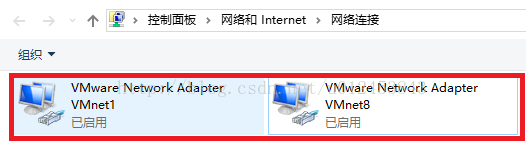 控制面板 > 网络和 Internet > 网络连接
组织
VMware Network Adapter
VMnet1
已启用
VMware Network Adapter
VMnet8
已启用